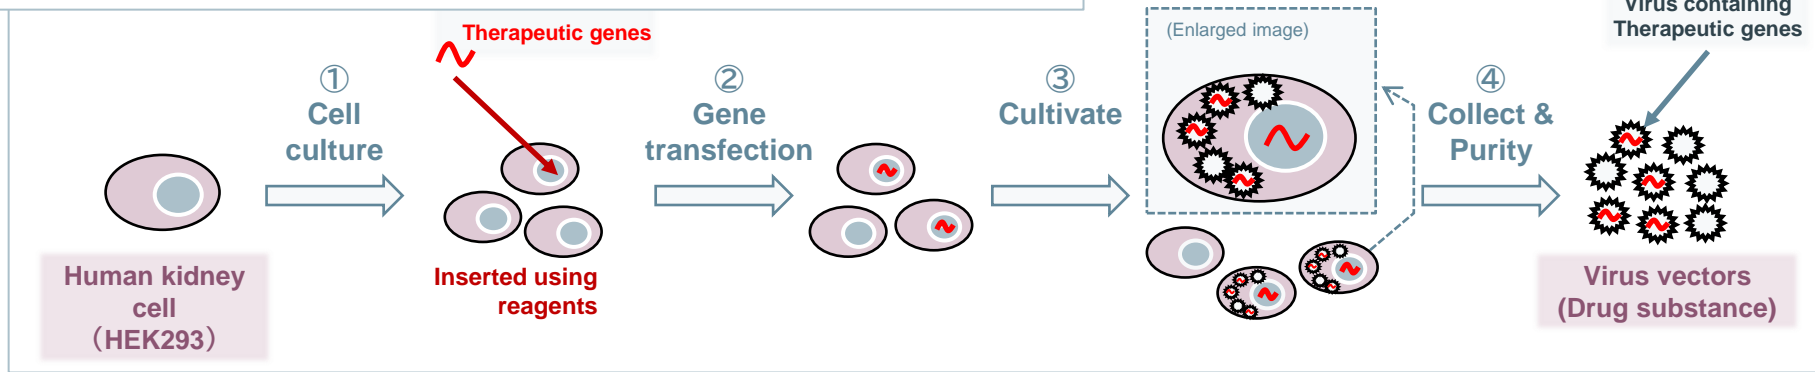 Human kidney
cell
（HEK293）
①
Cell
culture
Therapeutic genes
Inserted using
reagents
②
Gene
transfection
③
Cultivate
(Enlarged image)
④
Collect &
Purity
Virus containing
Therapeutic genes
Virus vectors
(Drug substance)